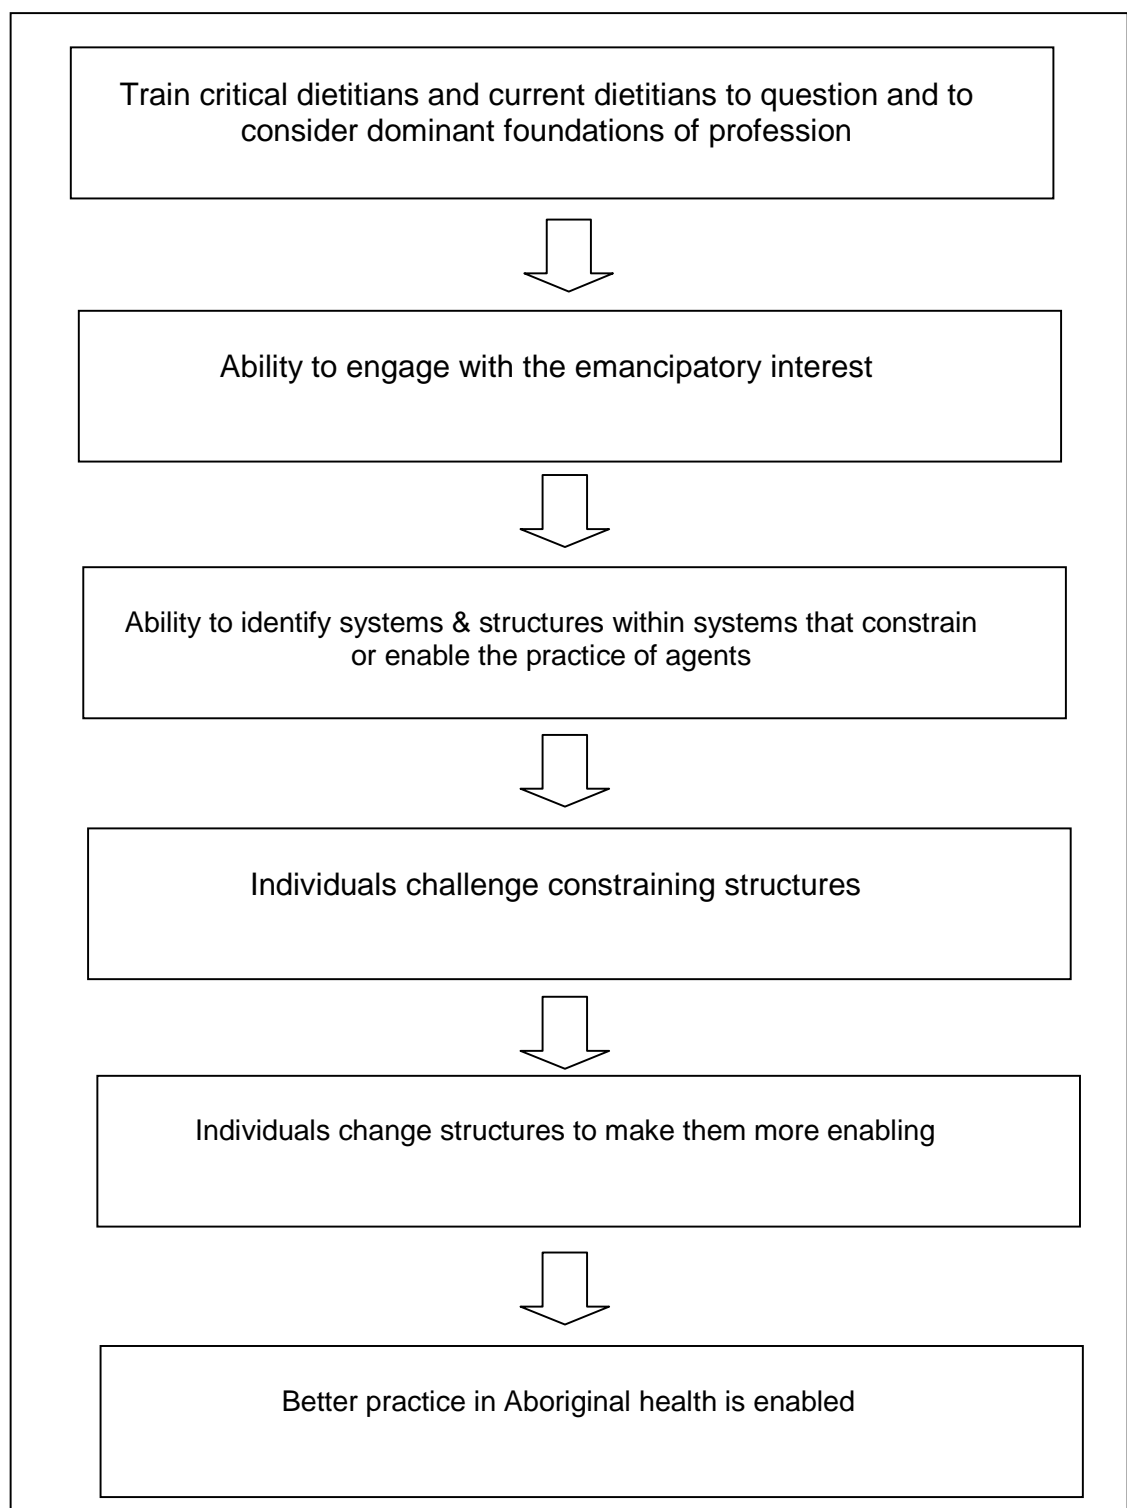 Train critical dietitians and current dietitians to question and to
consider dominant foundations of profession
Ability to engage with the emancipatory interest
Ability to identify systems & structures within systems that constrain
or enable the practice of agents
Individuals challenge constraining structures
Individuals change structures to make them more enabling
Better practice in Aboriginal health is enabled